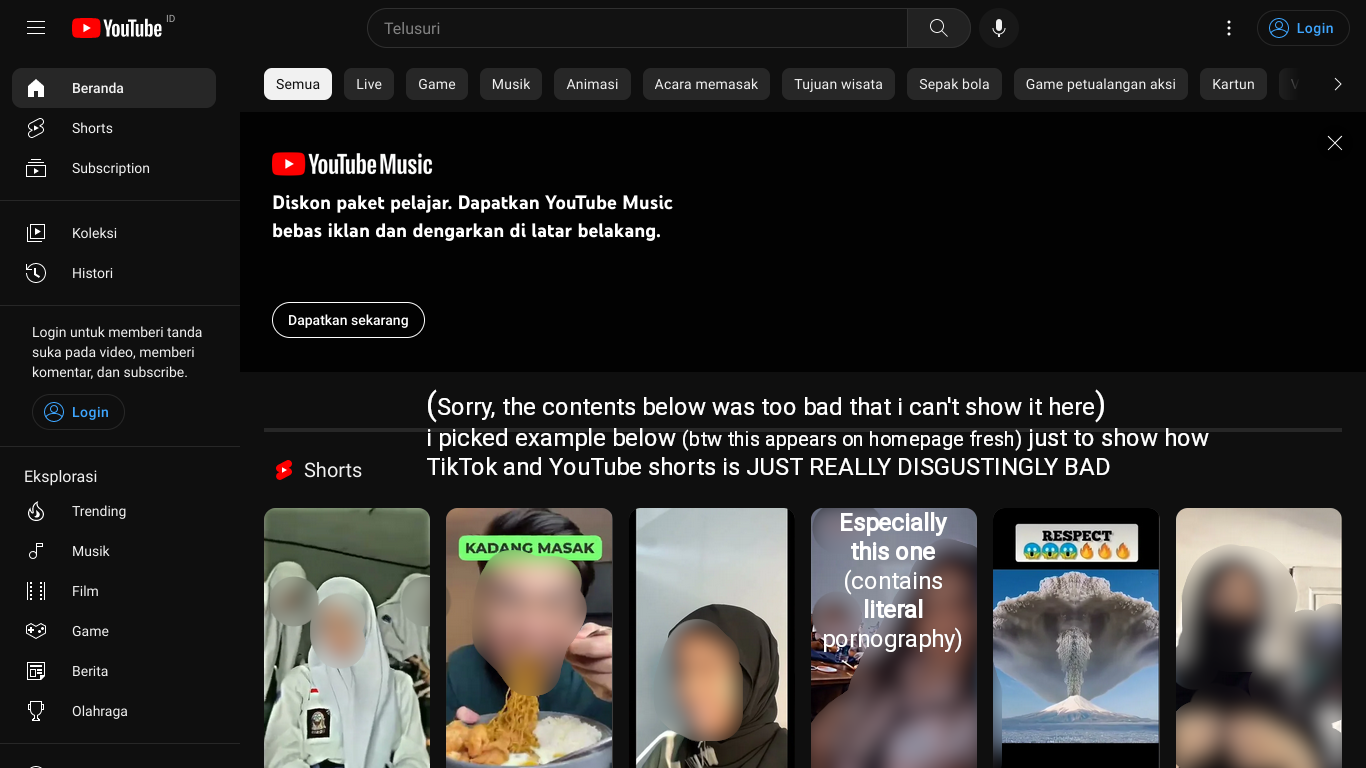 YouTube ID
Telusuri
Login
Beranda
Shorts
Subscription
Koleksi
Histori
Login untuk memberi tanda
suka pada video, memberi
komentar, dan subscribe.
Login
Eksplorasi
Trending
Musik
Film
Game
Berita
Olahraga
Semua Live Game Musik Animasi Acara memasak Tujuan wisata Sepak bola Game petualangan aksi Kartun
YouTube Music
Diskon paket pelajar. Dapatkan YouTube Music
bebas iklan dan dengarkan di latar belakang.
Dapatkan sekarang
(Sorry, the contents below was too bad that i can't show it here)
i picked example below (btw this appears on homepage fresh) just to show how
TikTok and YouTube shorts is JUST REALLY DISGUSTINGLY BAD
Shorts
KADANG MASAK
Especially
this one
(contains
literal
pornography)
RESPECT